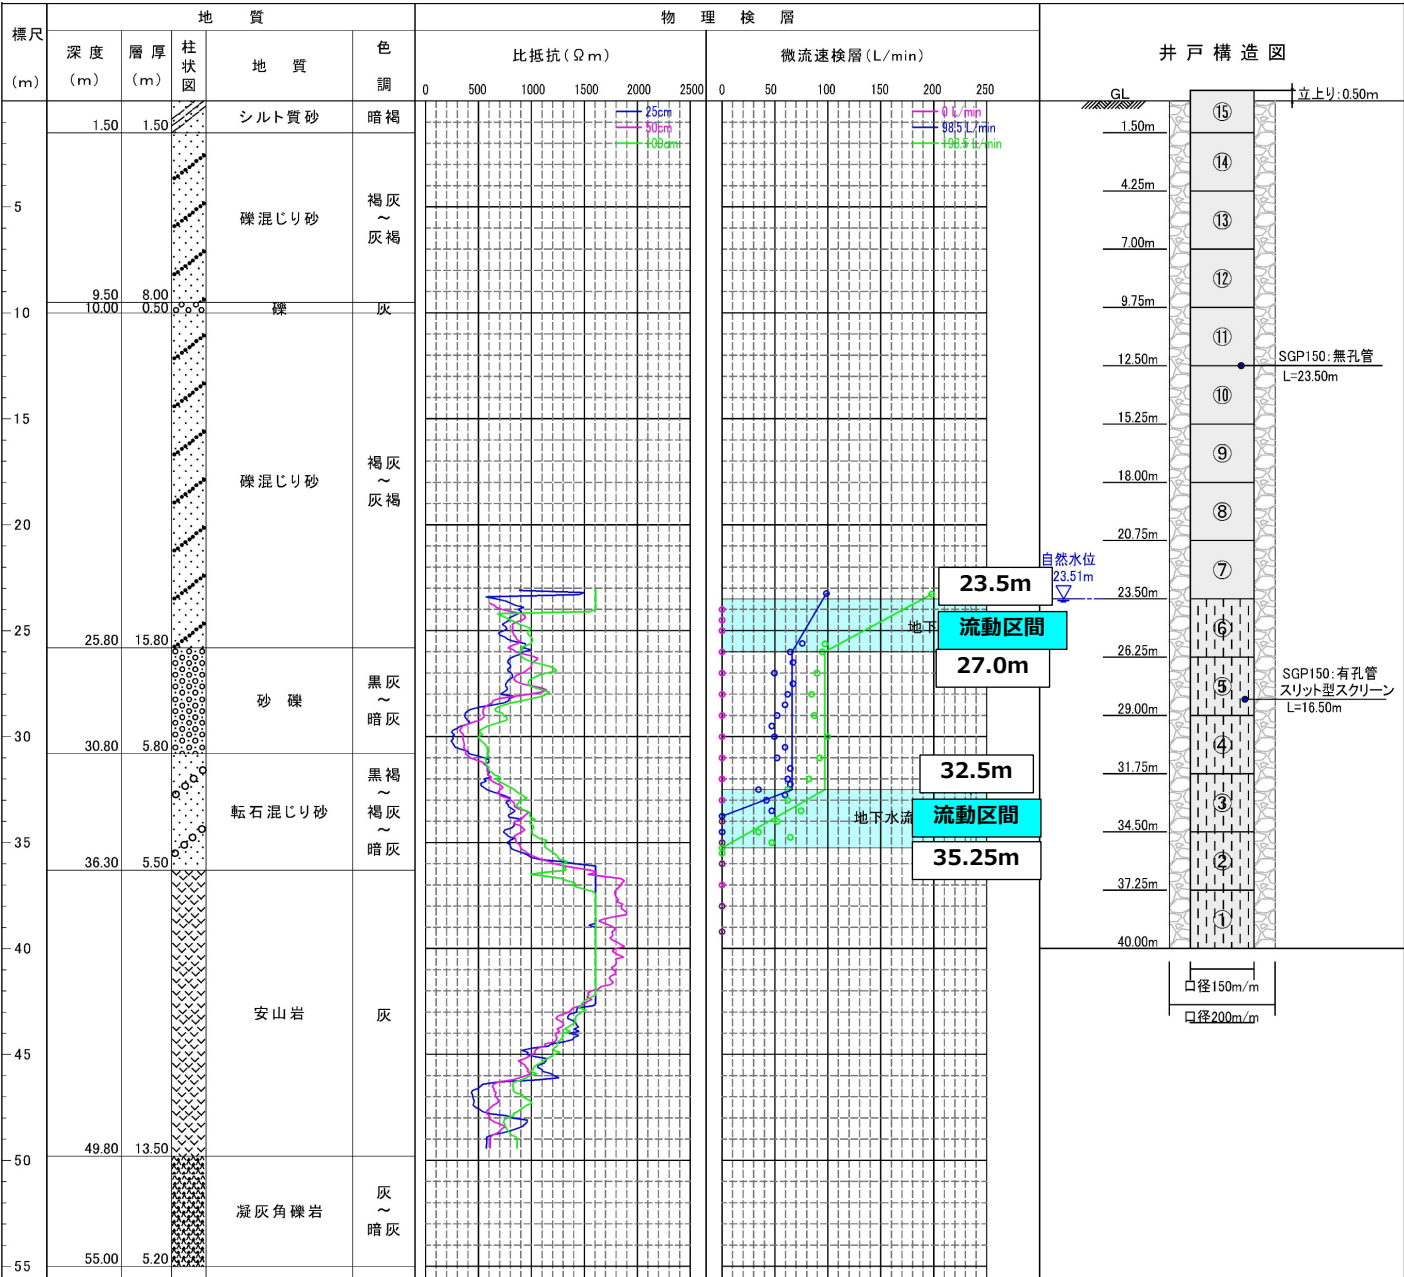 地 質
物 理 検 層
標尺
(m)
深 度
(m)
層 厚
(m)
柱
状
図
地 質
色
調
比抵抗(Ωm)
微流速検層(L/min)
井 戸 構 造 図
0 500 1000 1500 2000 2500
0 50 100 150 200 250
25cm
50cm
100cm
0 L/min
98.5 L/min
198.5 L/min
GL
立上り:0.50m
シルト質砂 暗褐
1.50 1.50
礫混じり砂
褐灰
~
灰褐
9.50 8.00
礫 灰
10.00 0.50
礫混じり砂
褐灰
~
灰褐
25.80 15.80
砂 礫
黒灰
~
暗灰
30.80 5.80
転石混じり砂
黒褐
~
褐灰
~
暗灰
36.30 5.50
安山岩 灰
49.80 13.50
凝灰角礫岩
灰
~
暗灰
55.00 5.20
5
10
15
20
25
30
35
40
45
50
55
23.5m
地下
流動区間
27.0m
32.5m
地下水流
流動区間
35.25m
自然水位
23.51m
⑮
1.50m
⑭
4.25m
⑬
7.00m
⑫
9.75m
⑪
12.50m
⑩
15.25m
⑨
18.00m
⑧
20.75m
⑦
23.50m
⑥
26.25m
⑤
29.00m
④
31.75m
③
34.50m
②
37.25m
①
40.00m
SGP150:無孔管
L=23.50m
SGP150:有孔管
スリット型スクリーン
L=16.50m
口径150m/m
口径200m/m